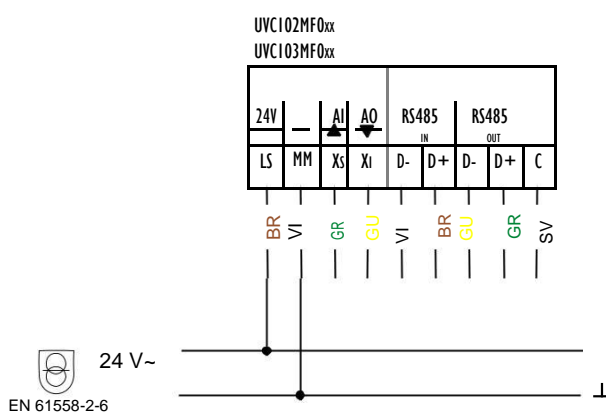 UVC102MF0xx
UVC103MF0xx
24V AI AO RS485 RS485
IN OUT
LS MM Xs XI D- D+ D- D+ C
BR VI GR GU VI BR GU GR SV
24 V~
EN 61558-2-6